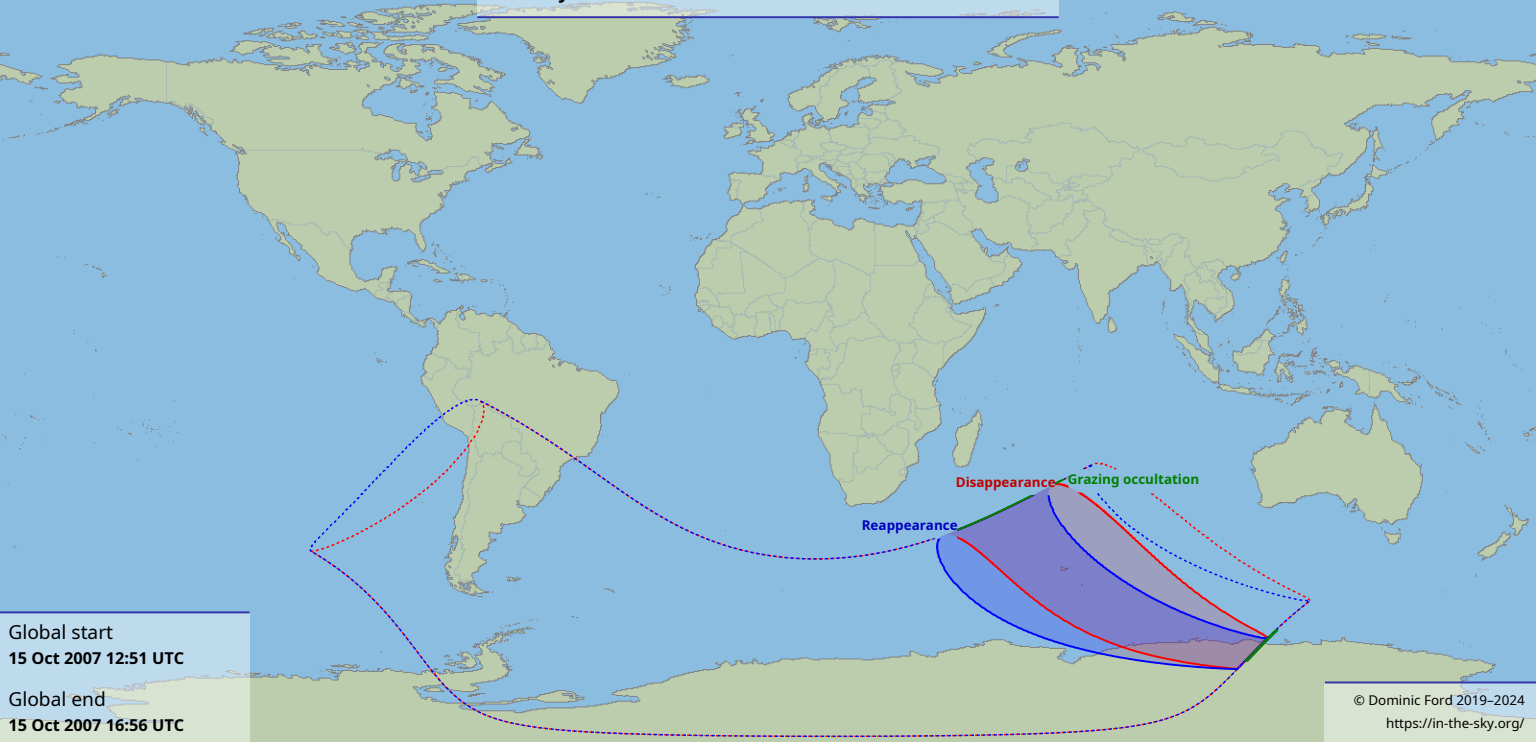 Disappearance
Grazing occultation
Reappearance
Global start
15 Oct 2007 12:51 UTC
Global end
15 Oct 2007 16:56 UTC
© Dominic Ford 2019–2024
https://in-the-sky.org/